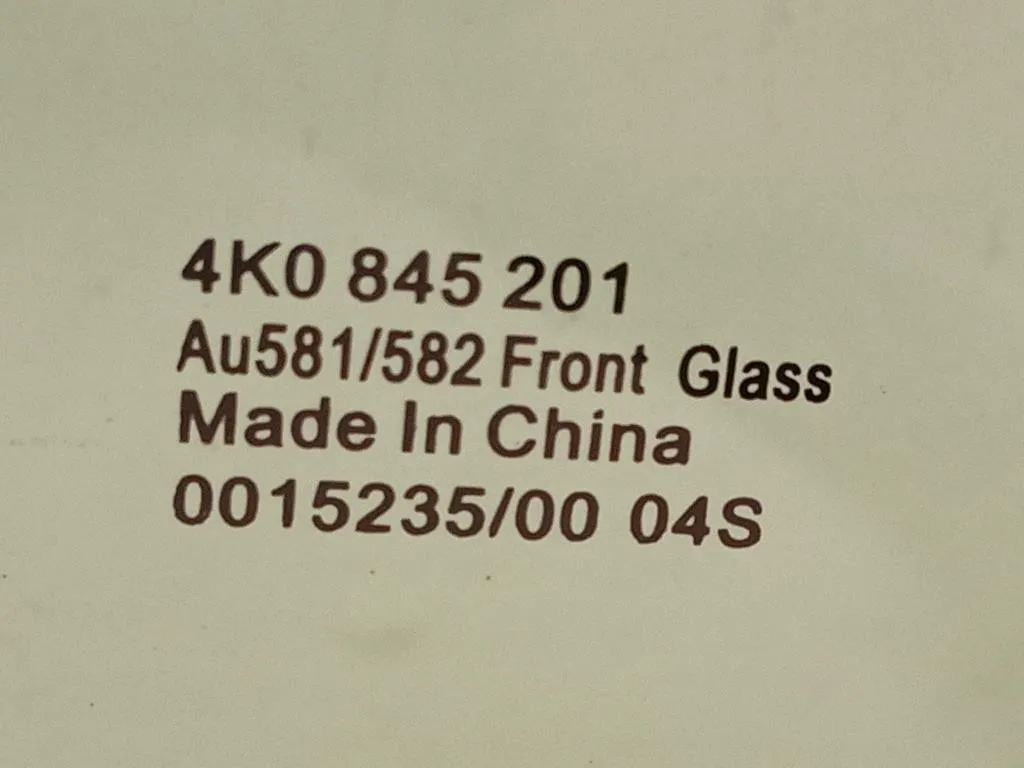 4K0 845 201
Au581/582 Front Glass
Made In China
0015235/00 04S